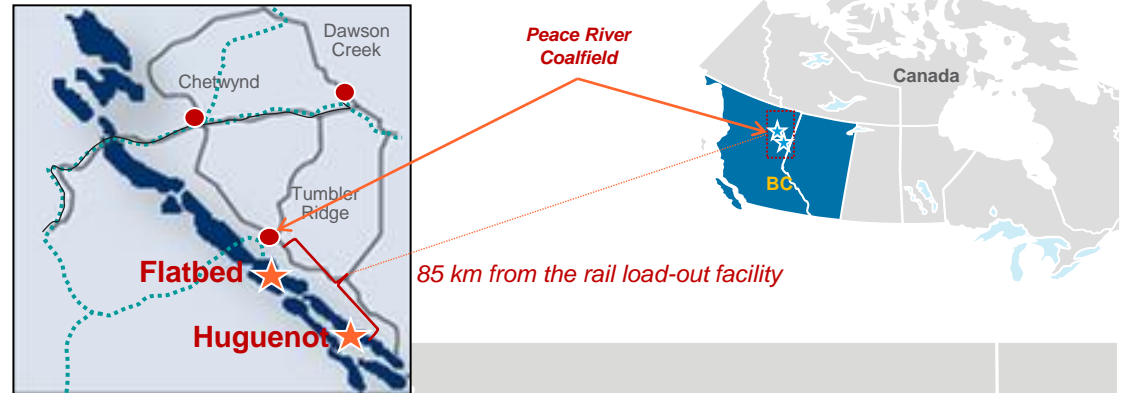 Dawson
Creek
Chetwynd
Tumbler
Ridge
Flatbed
Huguenot
Peace River
Coalfield
85 km from the rail load-out facility
Canada
BC